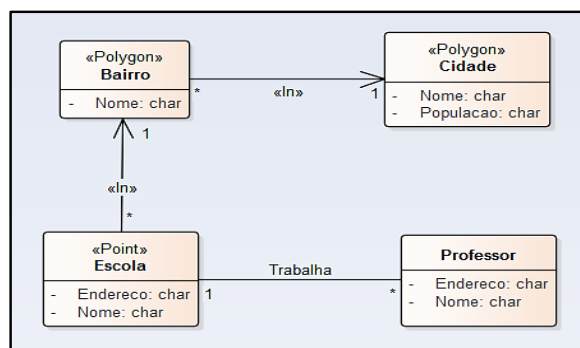 «Polygon»
Bairro
- Nome: char
«Polygon»
Cidade
- Nome: char
- Populacao: char
*
«In»
1
1
«In»
*
«Point»
Escola
- Endereco: char
- Nome: char
Trabalha
1
*
Professor
- Endereco: char
- Nome: char